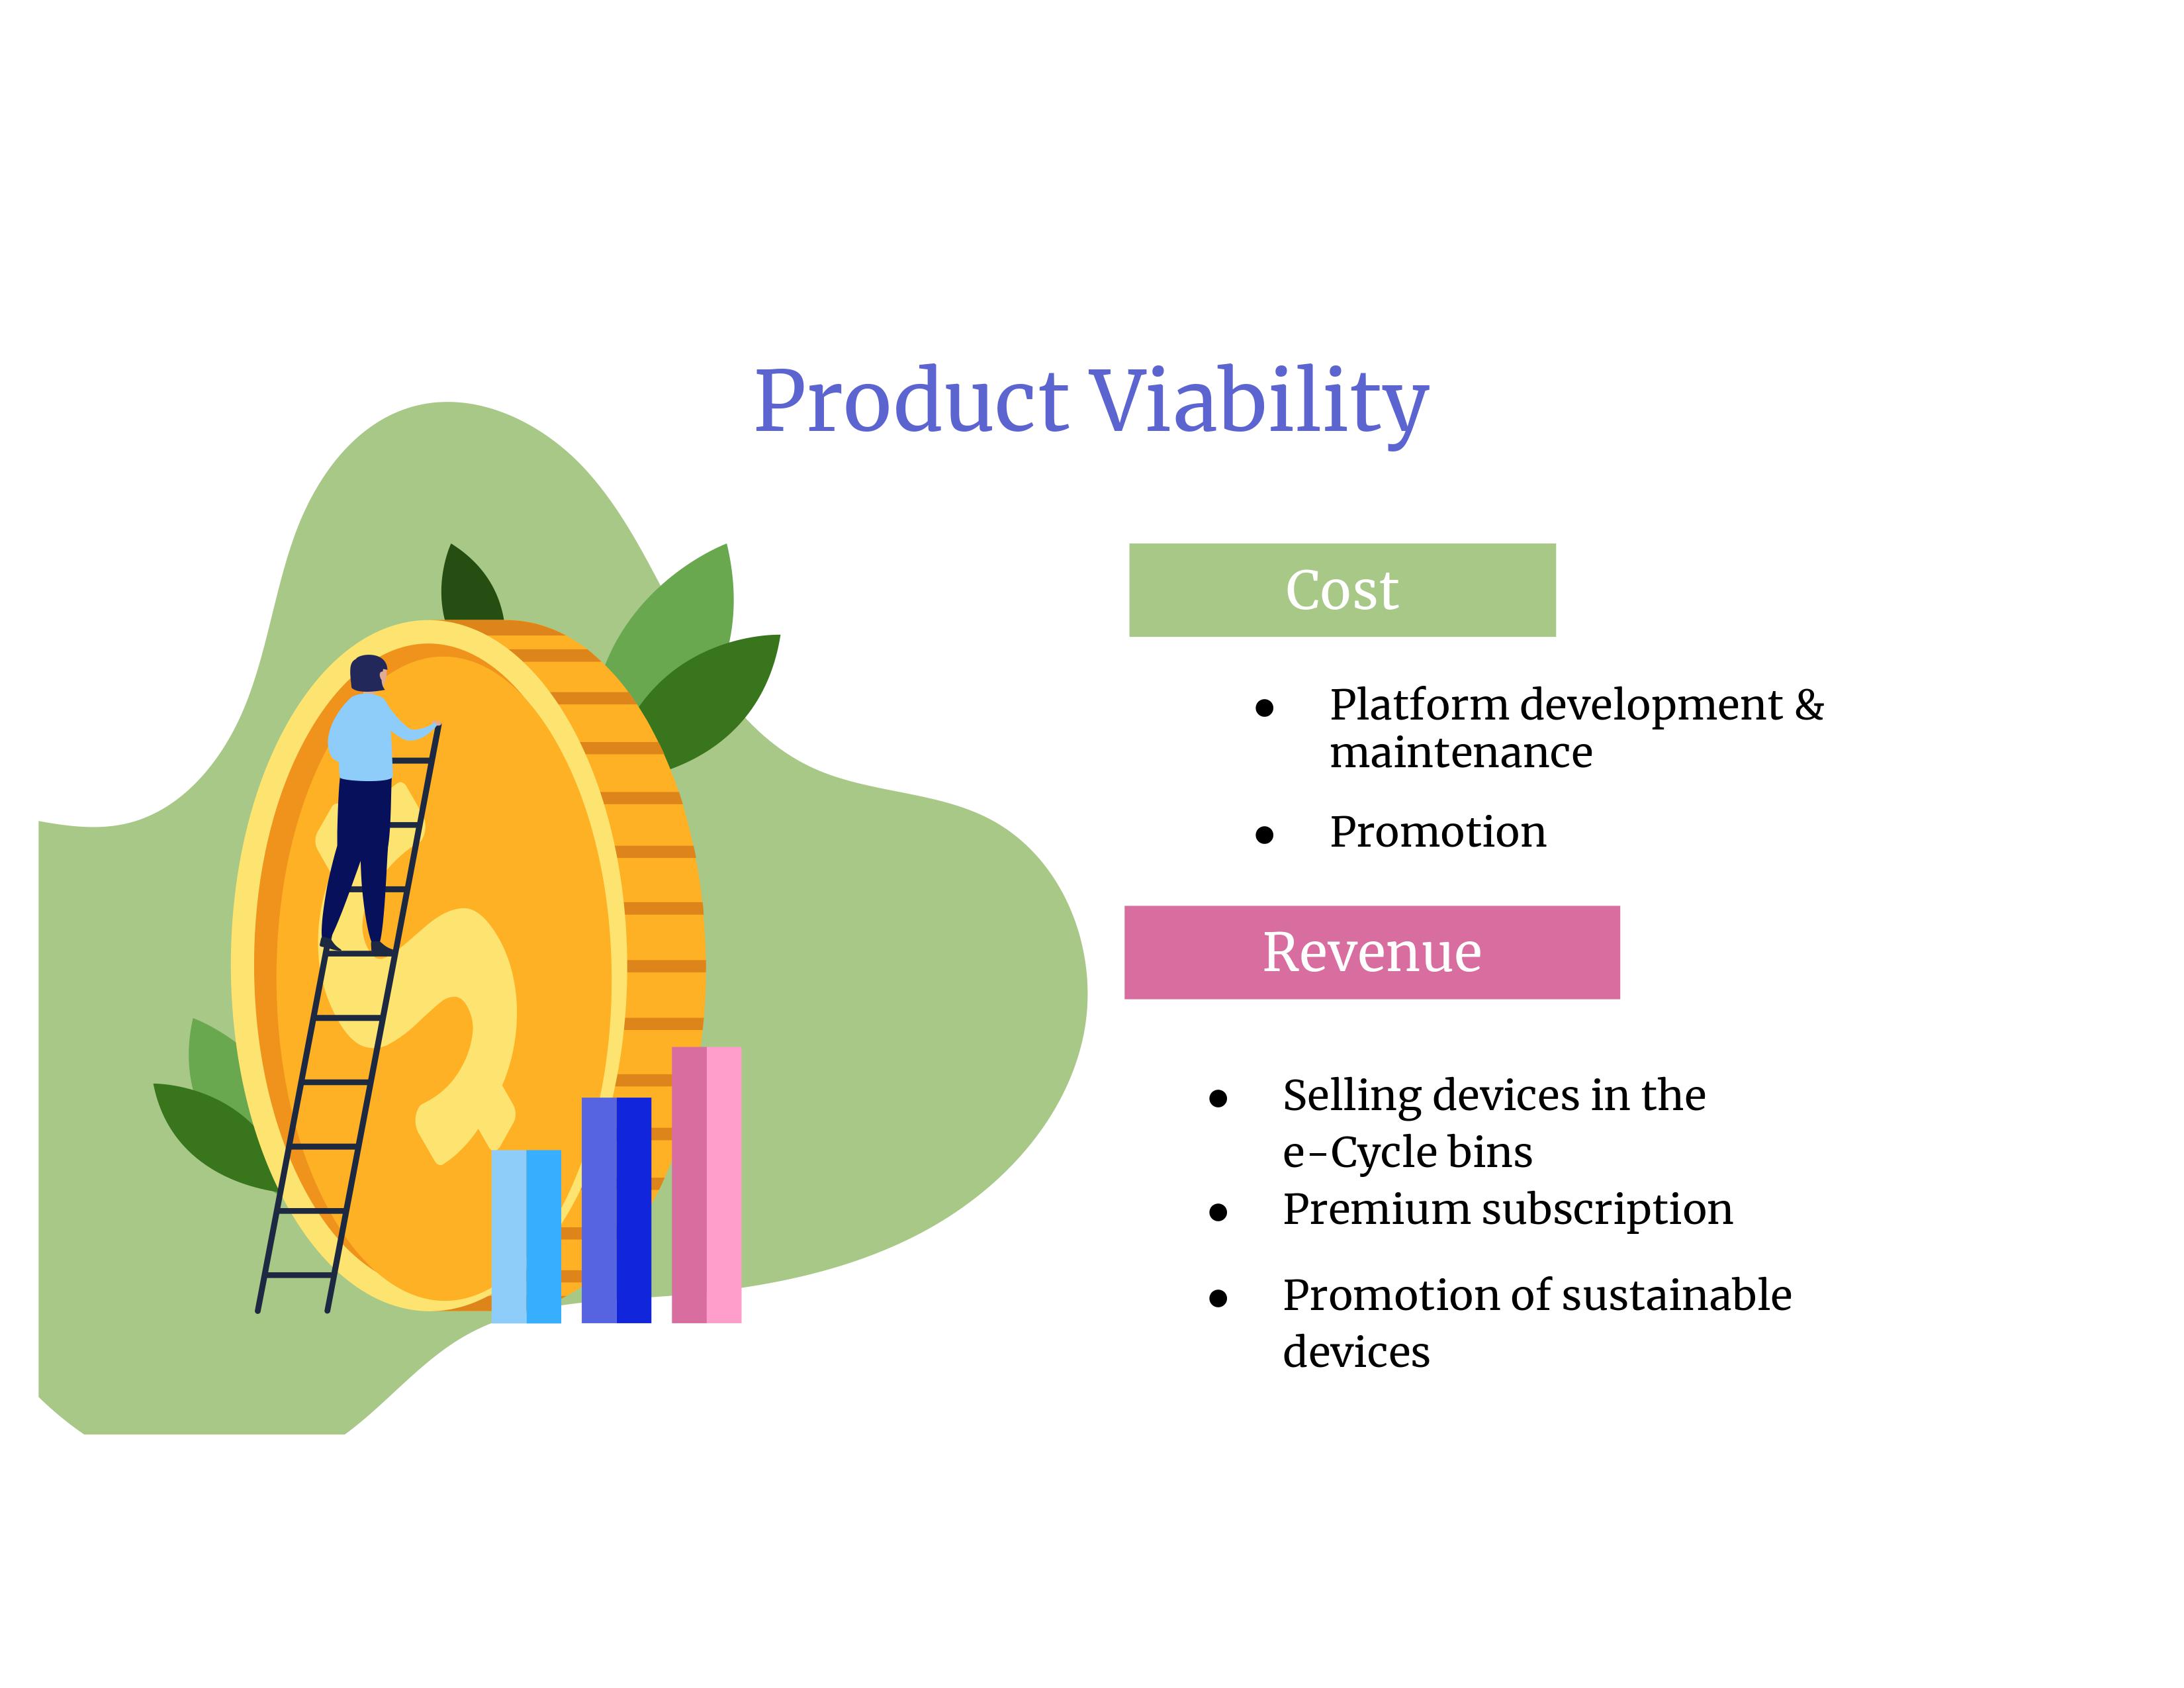 Product Viability
Cost
● Platform development &
maintenance
● Promotion
Revenue
● Selling devices in the
e-Cycle bins
● Premium subscription
● Promotion of sustainable
devices